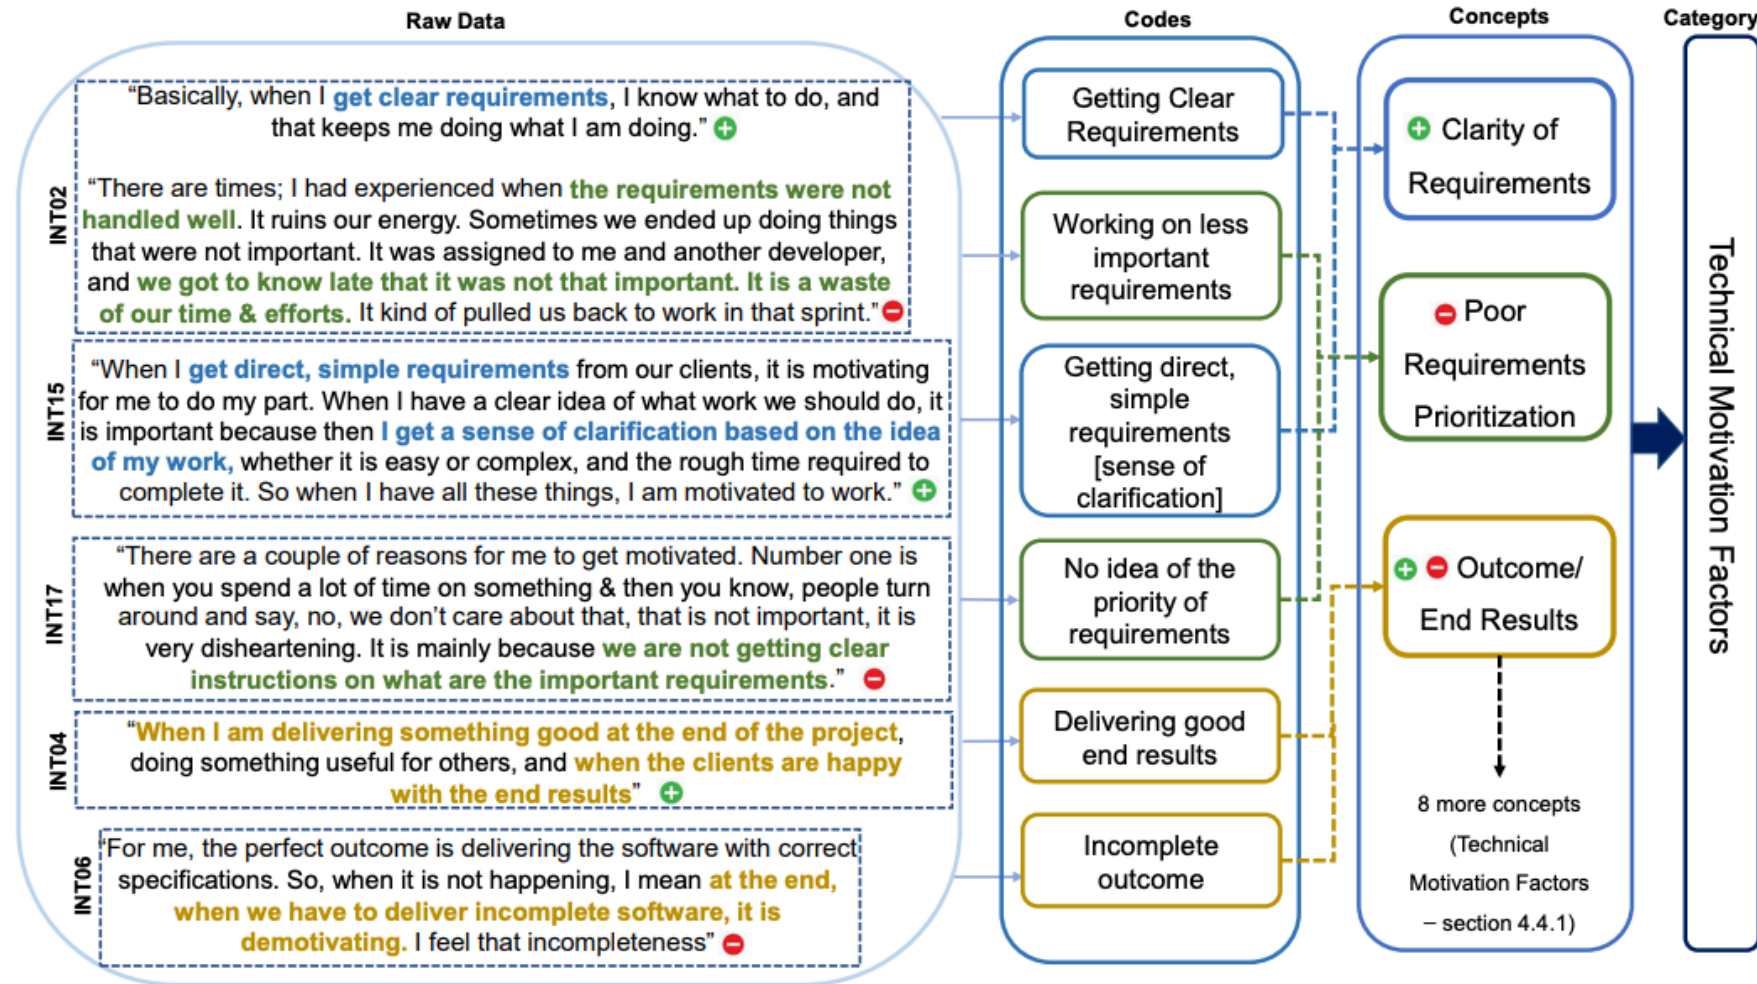 Raw Data
Codes
Concepts
Category
INT02
“Basically, when I get clear requirements, I know what to do, and
that keeps me doing what I am doing.”
“There are times; I had experienced when the requirements were not
handled well. It ruins our energy. Sometimes we ended up doing things
that were not important. It was assigned to me and another developer,
and we got to know late that it was not that important. It is a waste
of our time & efforts. It kind of pulled us back to work in that sprint.”
INT15
“When I get direct, simple requirements from our clients, it is motivating
for me to do my part. When I have a clear idea of what work we should do, it
is important because then I get a sense of clarification based on the idea
of my work, whether it is easy or complex, and the rough time required to
complete it. So when I have all these things, I am motivated to work.”
INT17
“There are a couple of reasons for me to get motivated. Number one is
when you spend a lot of time on something & then you know, people turn
around and say, no, we don’t care about that, that is not important, it is
very disheartening. It is mainly because we are not getting clear
instructions on what are the important requirements.”
INT04
“When I am delivering something good at the end of the project,
doing something useful for others, and when the clients are happy
with the end results”
INT06
“For me, the perfect outcome is delivering the software with correct
specifications. So, when it is not happening, I mean at the end,
when we have to deliver incomplete software, it is
demotivating. I feel that incompleteness”
Getting Clear
Requirements
Working on less
important
requirements
Getting direct,
simple
requirements
[sense of
clarification]
No idea of the
priority of
requirements
Delivering good
end results
Incomplete
outcome
Clarity of
Requirements
Poor
Requirements
Prioritization
Outcome/
End Results
8 more concepts
(Technical
Motivation Factors
– section 4.4.1)
Technical Motivation Factors